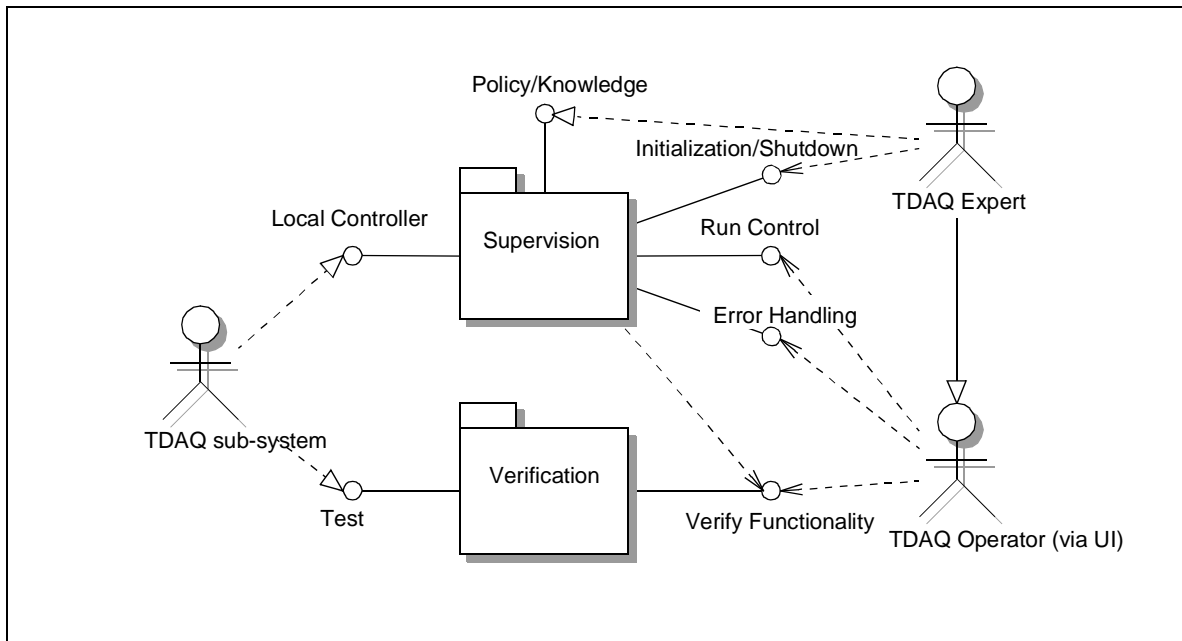 Policy/Knowledge
Initialization/Shutdown
TDAQ Expert
Local Controller
Supervision
Run Control
Error Handling
TDAQ sub-system
Verification
Test
Verify Functionality
TDAQ Operator (via UI)